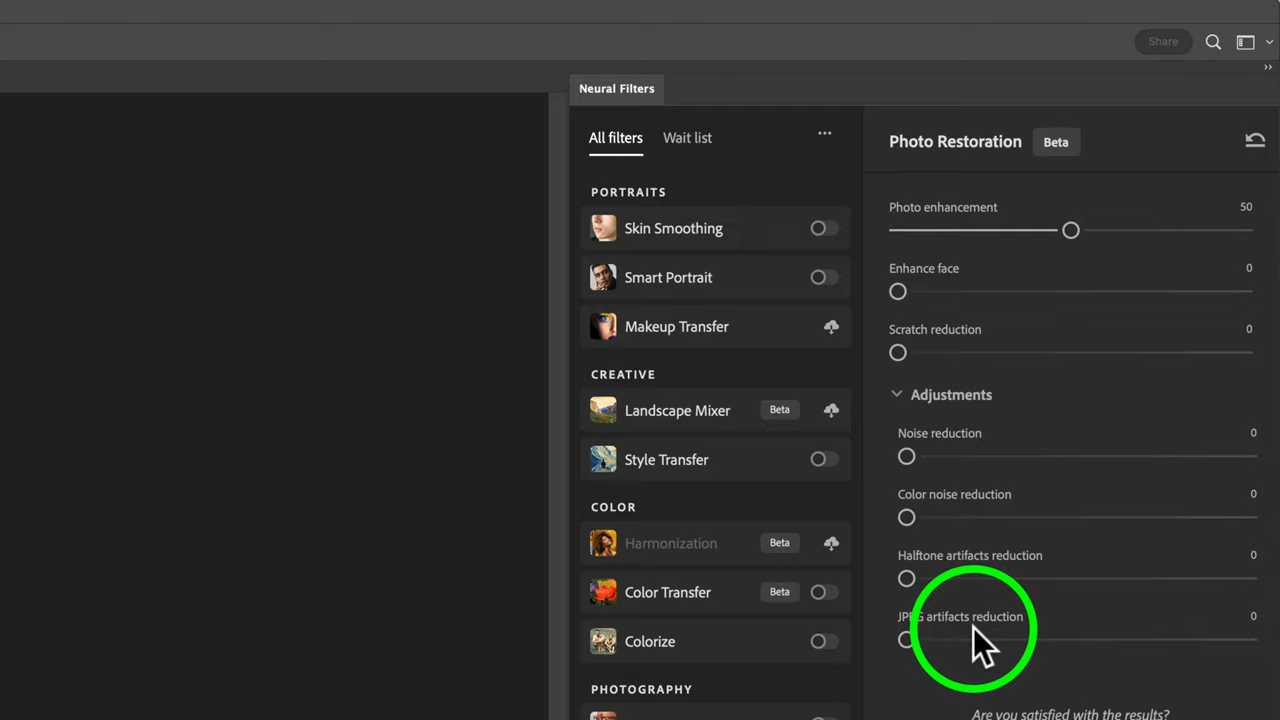 Share
Neural Filters
All filters
Wait list
PORTRAITS
Skin Smoothing
Smart Portrait
Makeup Transfer
CREATIVE
Landscape Mixer Beta
Style Transfer
COLOR
Harmonization Beta
Color Transfer Beta
Colorize
PHOTOGRAPHY
Photo Restoration Beta
Photo enhancement 50
Enhance face 0
Scratch reduction 0
Adjustments
Noise reduction 0
Color noise reduction 0
Halftone artifacts reduction 0
JPEG artifacts reduction 0
Are you satisfied with the results?